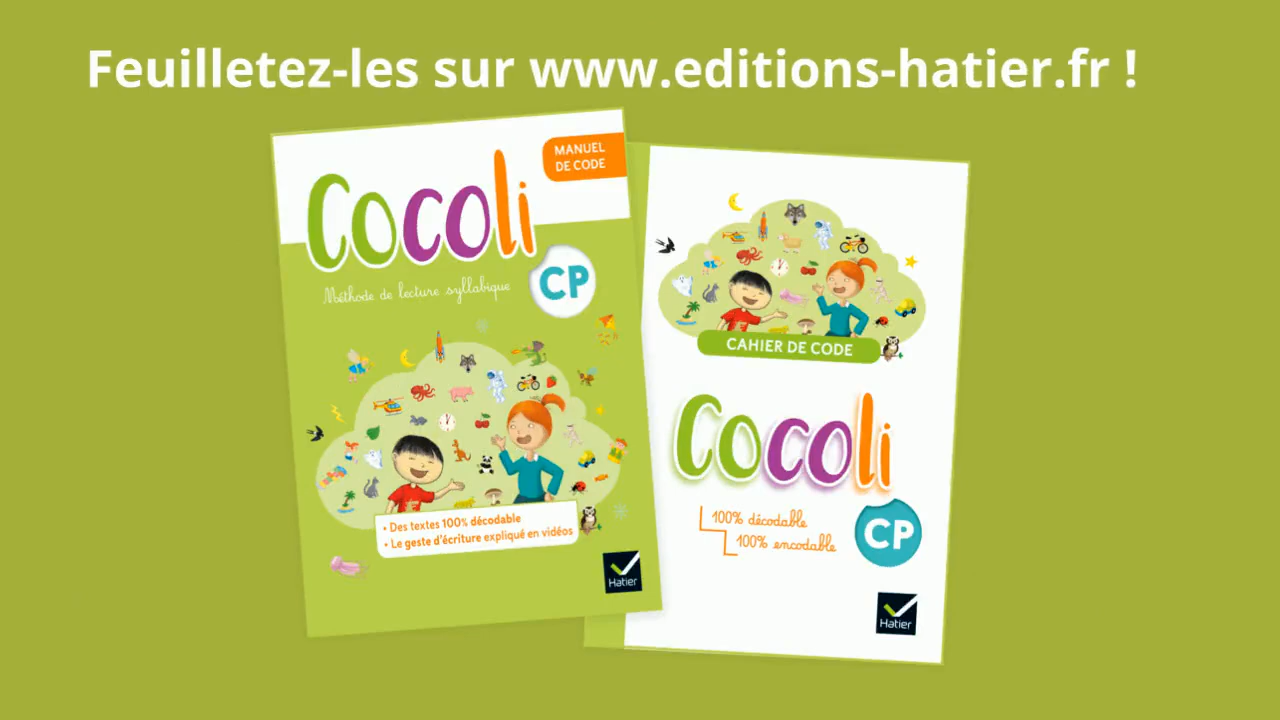 Feuilletez-les sur www.editions-hatier.fr !
MANUEL
DE CODE
Cocoli
CP
Méthode de lecture syllabique
• Des textes 100% décodable
• Le geste d'écriture expliqué en vidéos
Hatier
CAHIER DE CODE
Cocoli
100% décodable
100% encodable
CP
Hatier